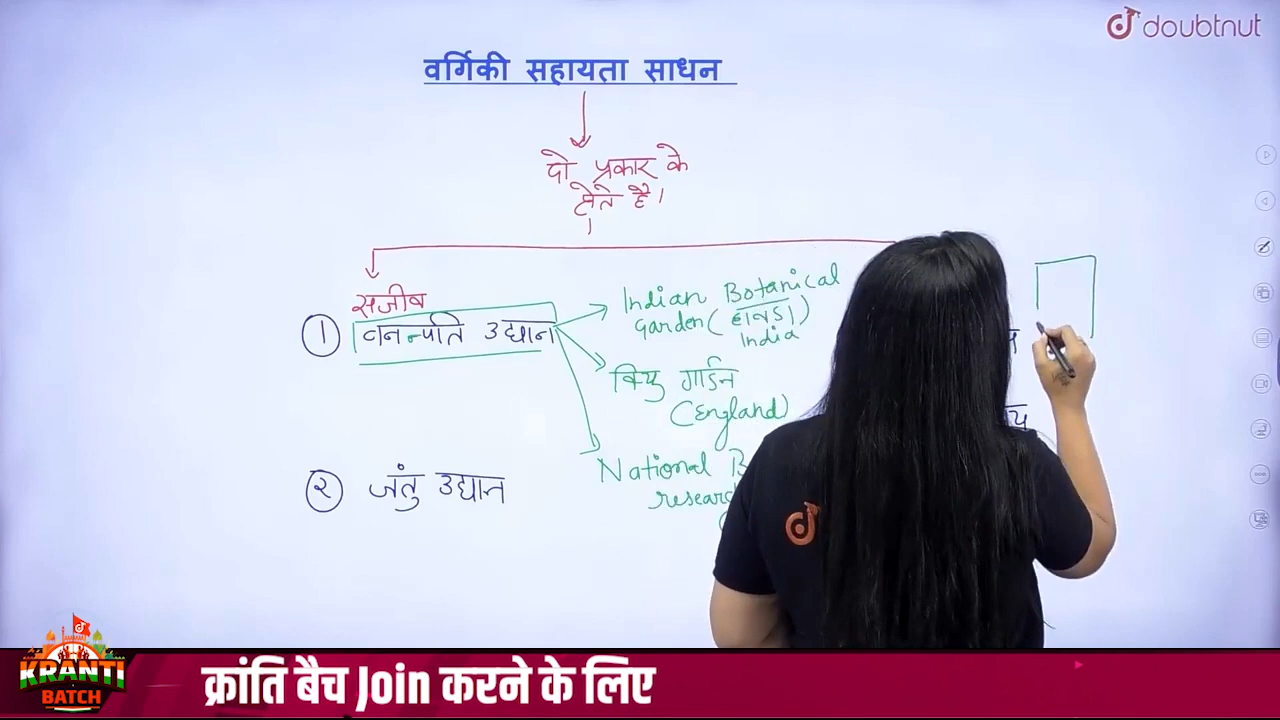 doubtnut
वर्गिकी सहायता साधन
दो प्रकार के
होते है।
सजीव
① वनस्पति उद्यान
Indian Botanical
Garden (हावड़ा)
India
कियु गार्डन
(England)
National B
researc
② जंतु उद्यान
KRANTI
BATCH
क्रांति बैच Join करने के लिए